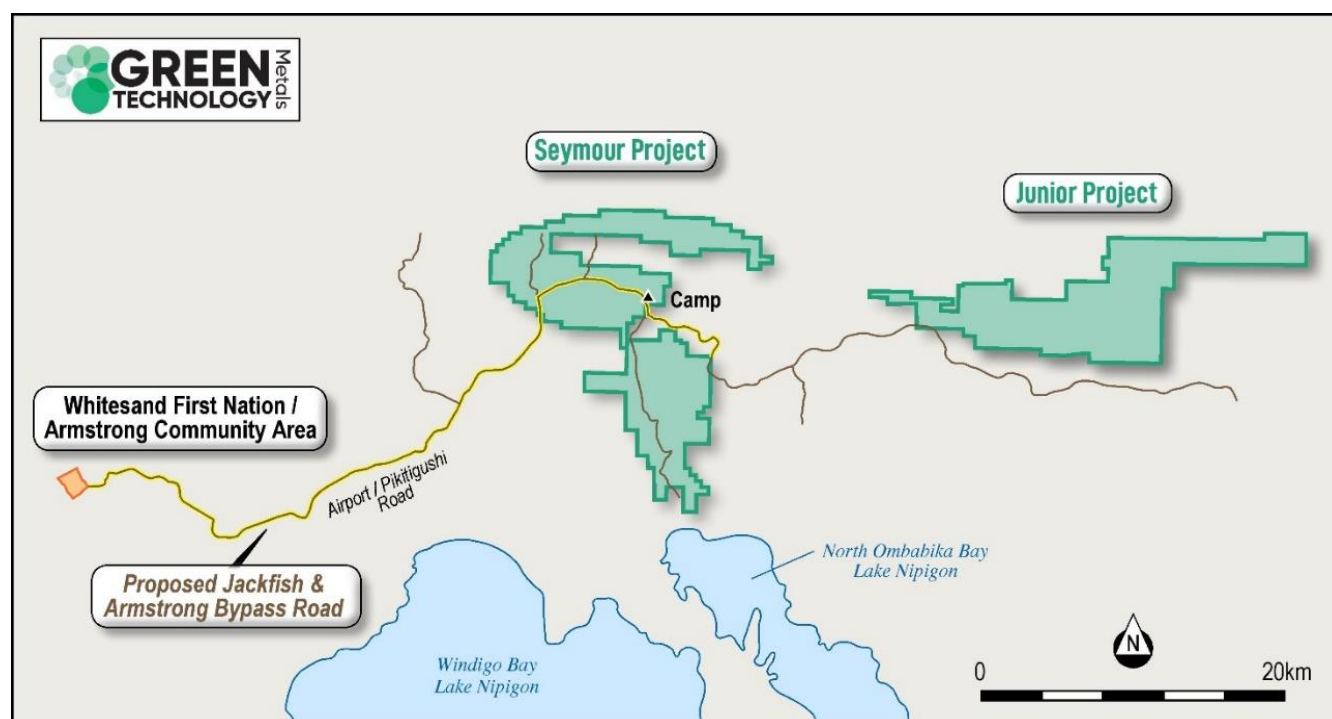 GREEN
TECHNOLOGY
Metals
Seymour Project
Junior Project
Camp
Whitesand First Nation /
Armstrong Community Area
Airport / Pikitigushi
Road
Proposed Jackfish &
Armstrong Bypass Road
North Ombabika Bay
Lake Nipigon
Windigo Bay
Lake Nipigon
N
0 20km